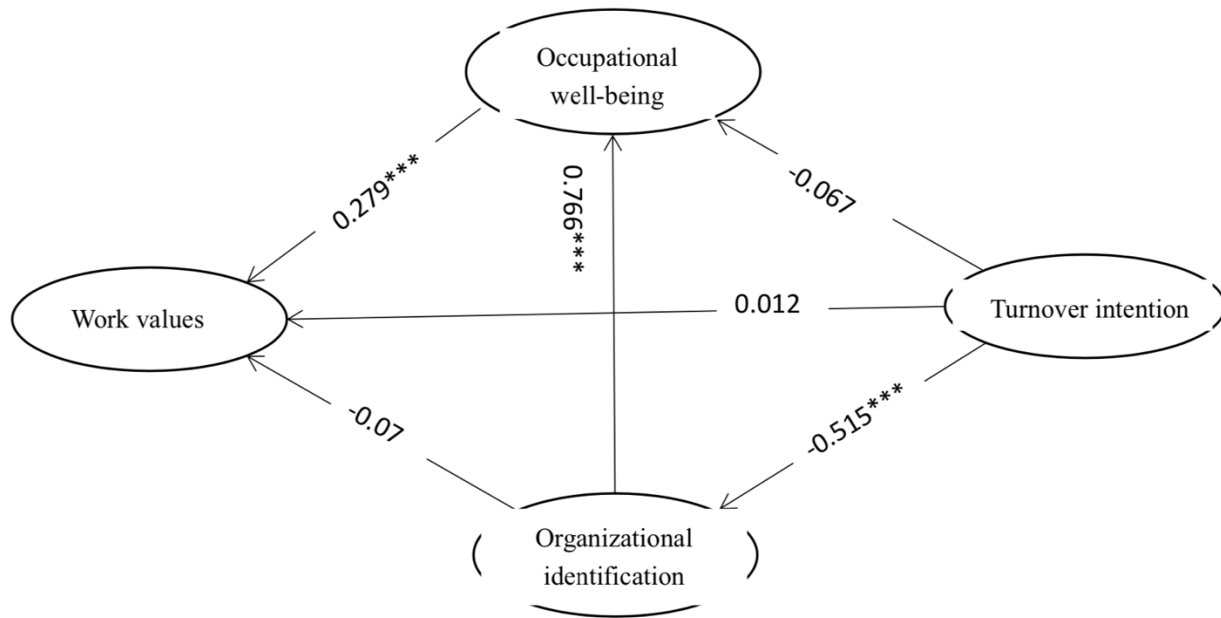 Occupational
well-being
0.279***
0.766***
-0.067
Work values
0.012
Turnover intention
-0.07
-0.515***
Organizational
identification